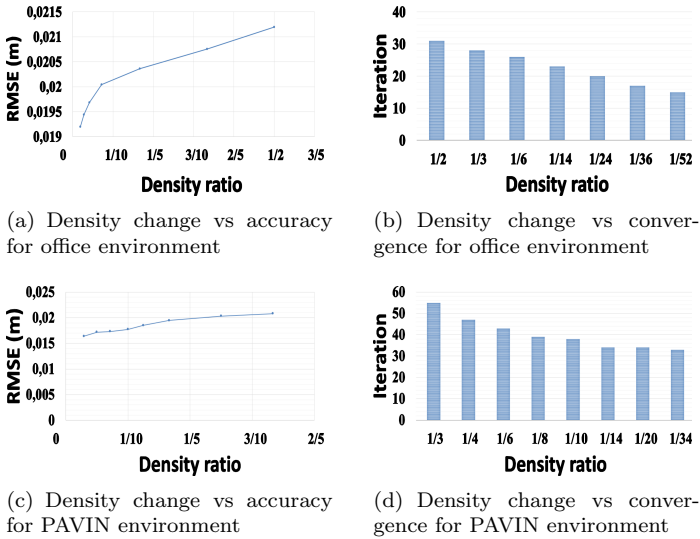 0,0215
0,021
0,0205
0,02
0,0195
0,019
RMSE (m)
0 1/10 1/5 3/10 2/5 1/2 3/5
Density ratio
(a) Density change vs accuracy
for office environment
40
30
20
10
0
Iteration
1/2 1/3 1/6 1/14 1/24 1/36 1/52
Density ratio
(b) Density change vs conver-
gence for office environment
0,025
0,02
0,015
0,01
0,005
0
RMSE (m)
0 1/10 1/5 3/10 2/5
Density ratio
(c) Density change vs accuracy
for PAVIN environment
60
50
40
30
20
10
0
Iteration
1/3 1/4 1/6 1/8 1/10 1/14 1/20 1/34
Density ratio
(d) Density change vs conver-
gence for PAVIN environment